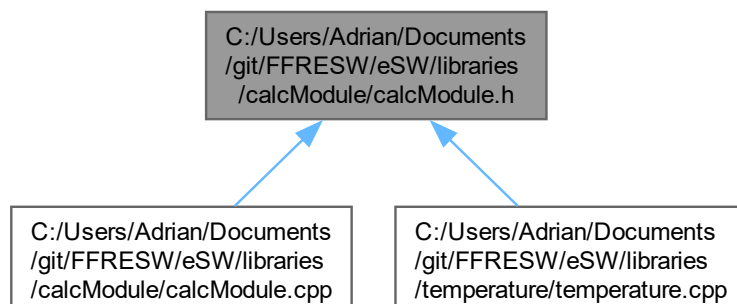 C:/Users/Adrian/Documents
/git/FFRESW/eSW/libraries
/calcModule/calcModule.h
C:/Users/Adrian/Documents
/git/FFRESW/eSW/libraries
/calcModule/calcModule.cpp
C:/Users/Adrian/Documents
/git/FFRESW/eSW/libraries
/temperature/temperature.cpp